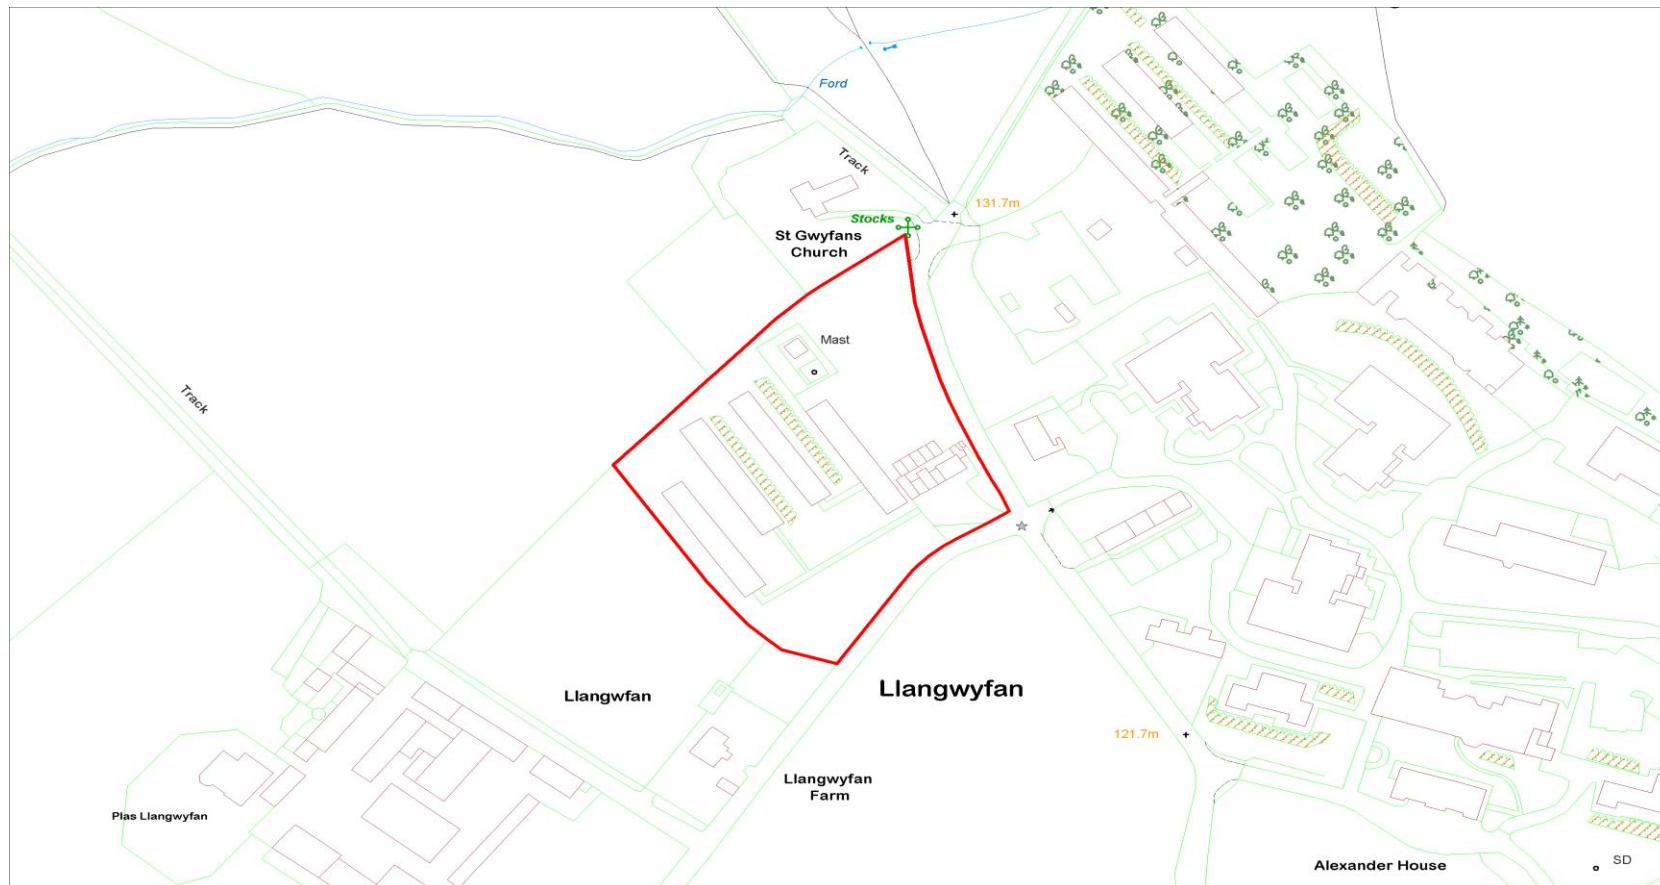 Ford
Track
131.7m
Stocks
St Gwyfans
Church
Mast
Track
Llangwfan
Llangwyfan
121.7m
Llangwyfan
Farm
Plas Llangwyfan
Alexander House
SD